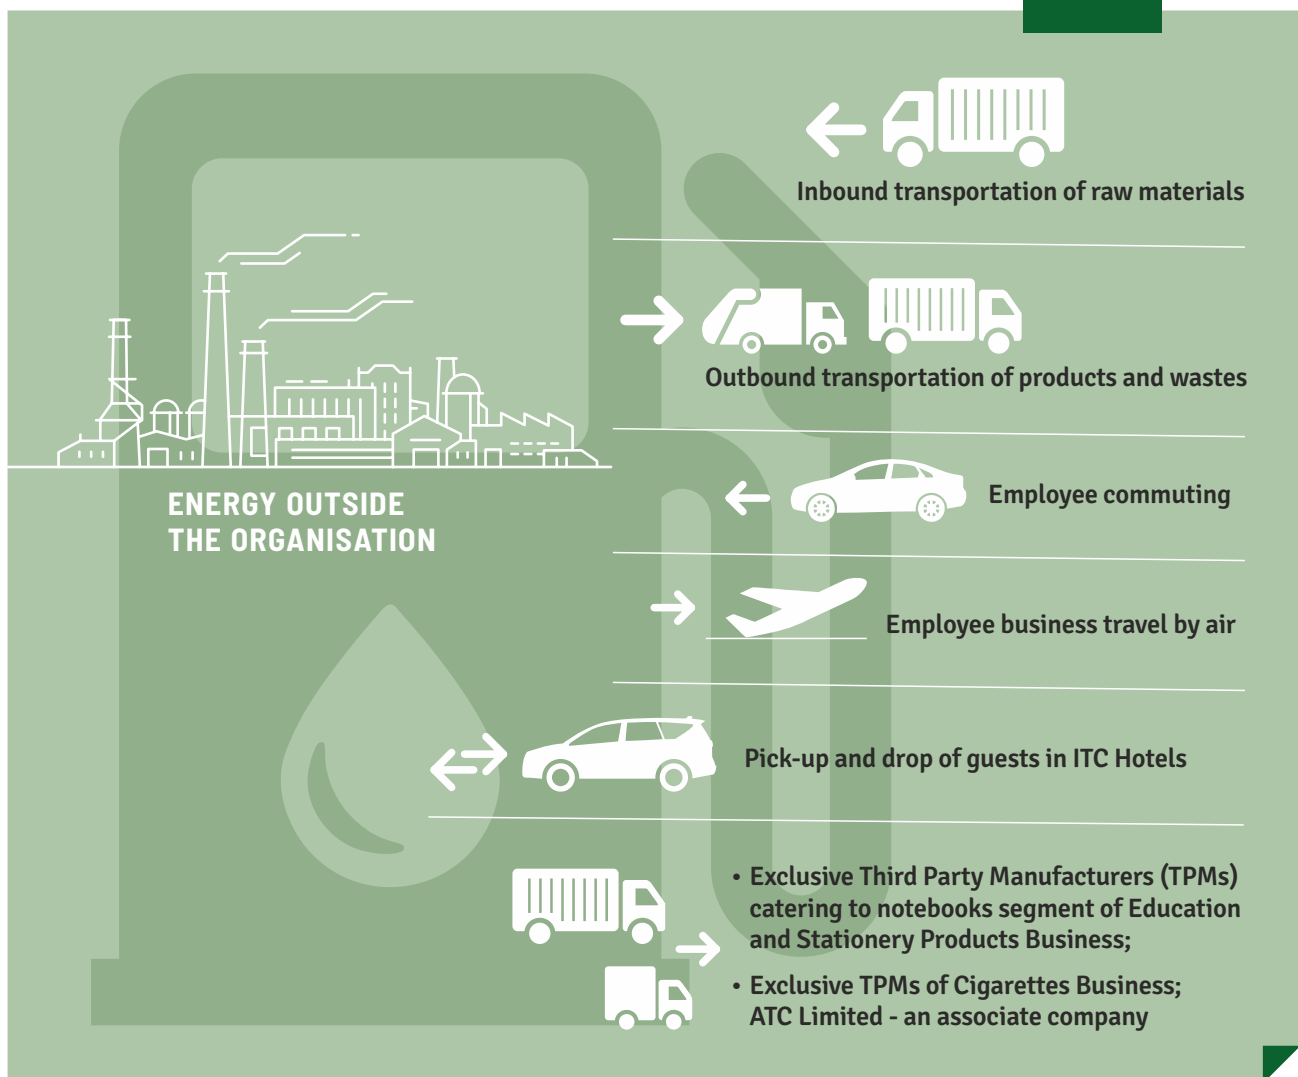 Inbound transportation of raw materials
Outbound transportation of products and wastes
Employee commuting
ENERGY OUTSIDE
THE ORGANISATION
Employee business travel by air
Pick-up and drop of guests in ITC Hotels
• Exclusive Third Party Manufacturers (TPMs)
catering to notebooks segment of Education
and Stationery Products Business;
• Exclusive TPMs of Cigarettes Business;
ATC Limited - an associate company